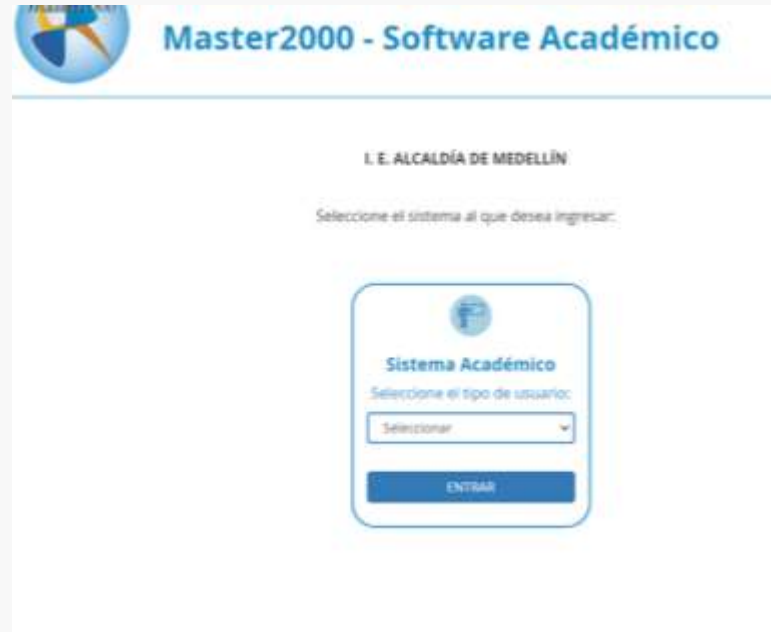 Master2000 - Software Académico
I. E. ALCALDÍA DE MEDELLÍN
Seleccione el sistema al que desea ingresar:
Sistema Académico
Seleccione el tipo de usuario:
Seleccionar
ENTRAR